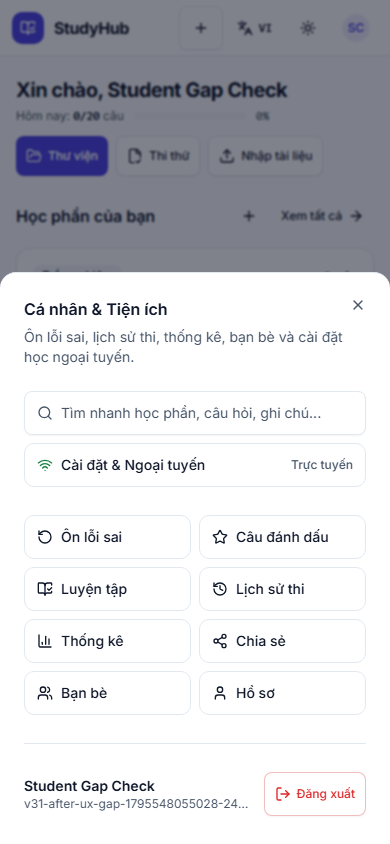 StudyHub
VI
SC
Xin chào, Student Gap Check
Hôm nay: 0/20 câu
0%
Thư viện
Thi thử
Nhập tài liệu
Học phần của bạn
Xem tất cả
Cá nhân & Tiện ích
Ôn lỗi sai, lịch sử thi, thống kê, bạn bè và cài đặt
học ngoại tuyến.
Tìm nhanh học phần, câu hỏi, ghi chú...
Cài đặt & Ngoại tuyến
Trực tuyến
Ôn lỗi sai
Câu đánh dấu
Luyện tập
Lịch sử thi
Thống kê
Chia sẻ
Bạn bè
Hồ sơ
Student Gap Check
v31-after-ux-gap-1795548055028-24...
Đăng xuất